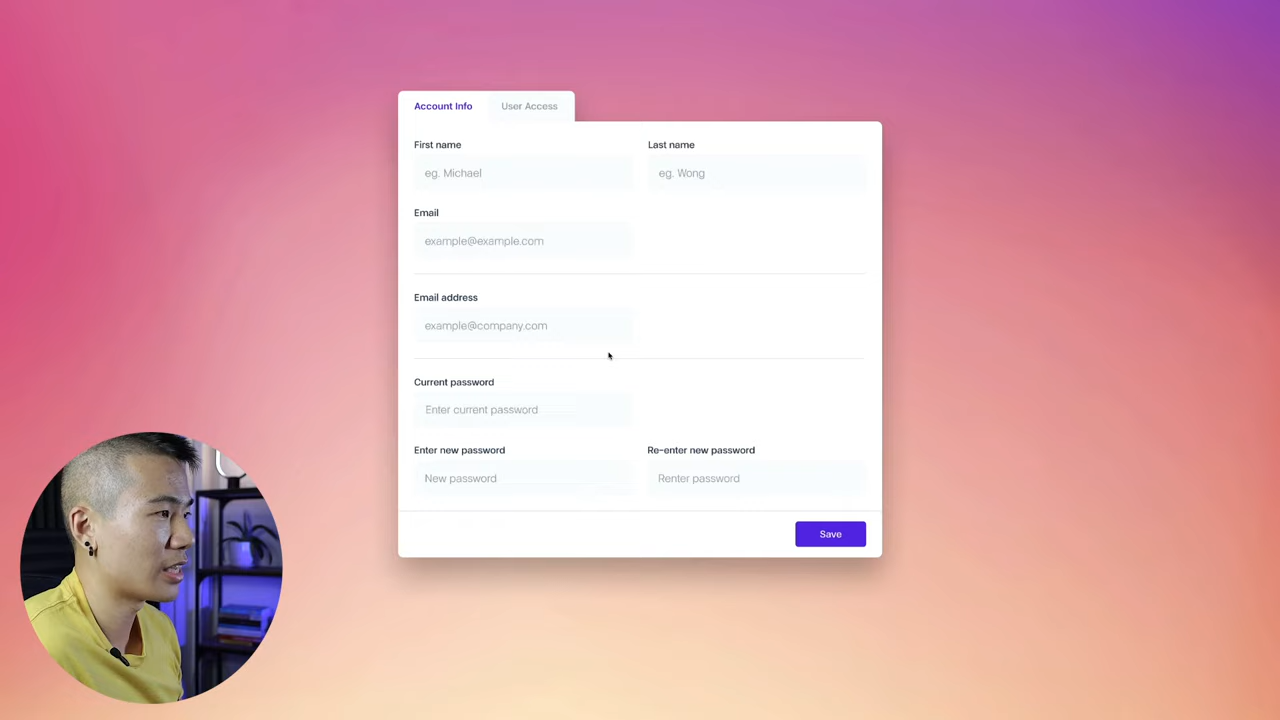 Account Info User Access
First name Last name
eg. Michael eg. Wong
Email
example@example.com
Email address
example@company.com
Current password
Enter current password
Enter new password Re-enter new password
New password Renter password
Save